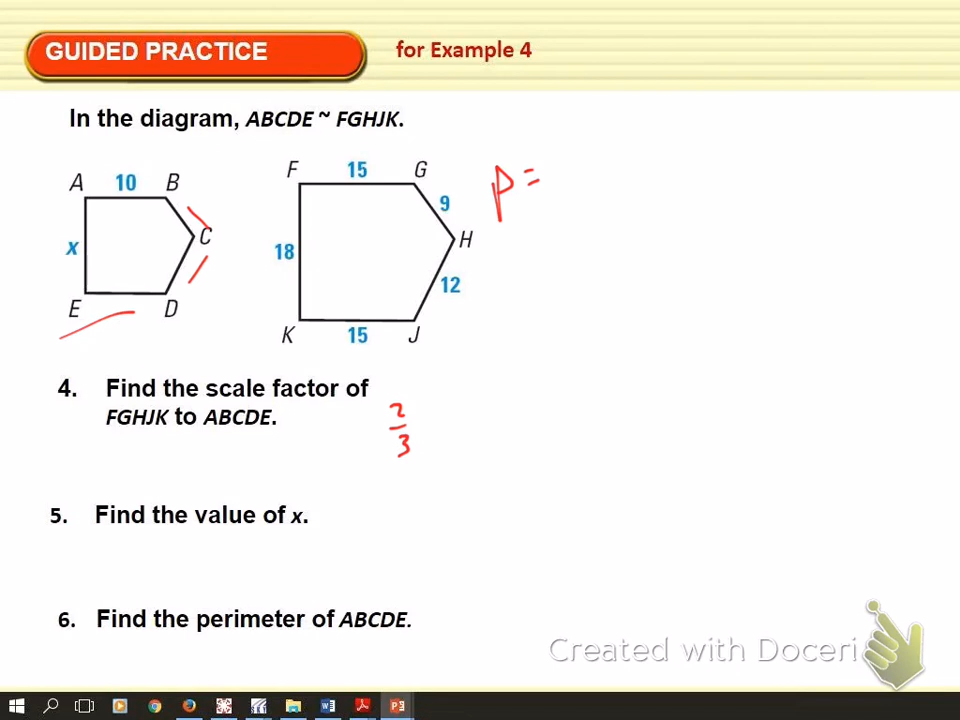 GUIDED PRACTICE
for Example 4
In the diagram, ABCDE ~ FGHJK.
A 10 B
x
C
E D
F 15 G
9
18
H
12
K 15 J
P =
4. Find the scale factor of
FGHJK to ABCDE.
2
3
5. Find the value of x.
6. Find the perimeter of ABCDE.
Created with Doceri